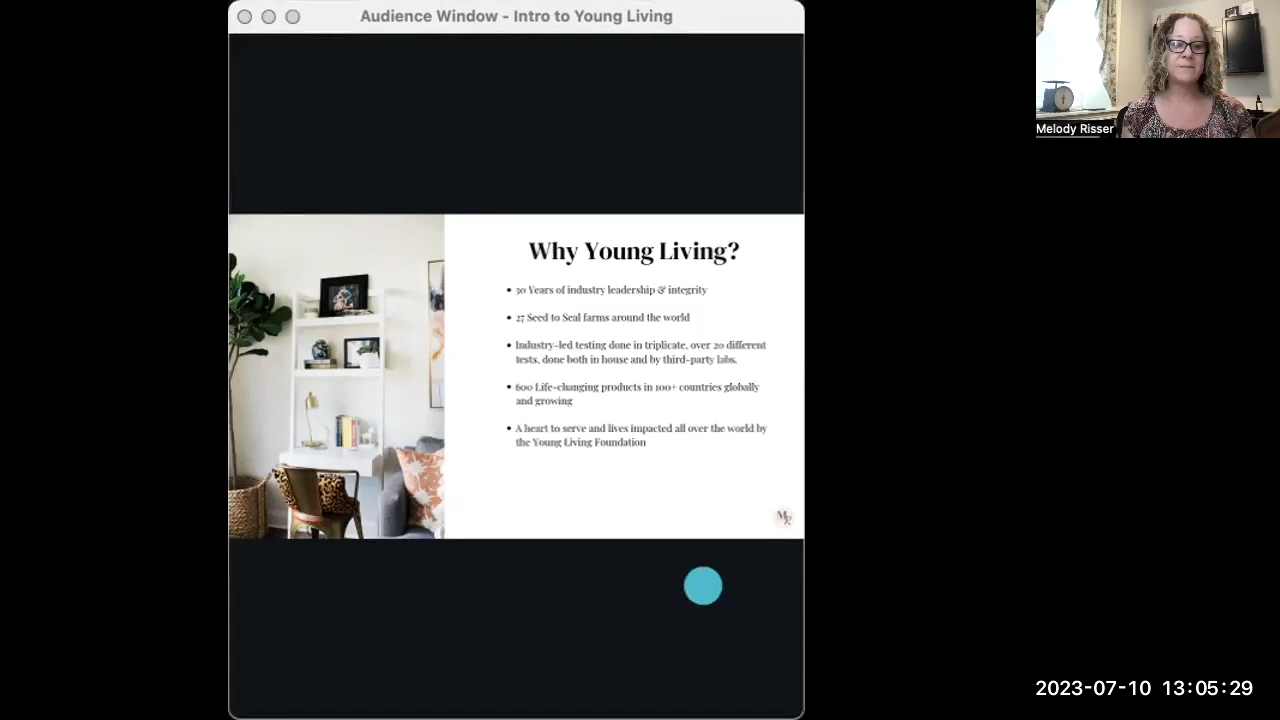 Audience Window - Intro to Young Living
Melody Risser
Why Young Living?
• 30 Years of industry leadership & integrity
• 27 Seed to Seal farms around the world
• Industry-led testing done in triplicate, over 20 different
tests, done both in house and by third-party labs.
• 600 Life-changing products in 100+ countries globally
and growing
• A heart to serve and lives impacted all over the world by
the Young Living Foundation
MR
2023-07-10 13:05:29